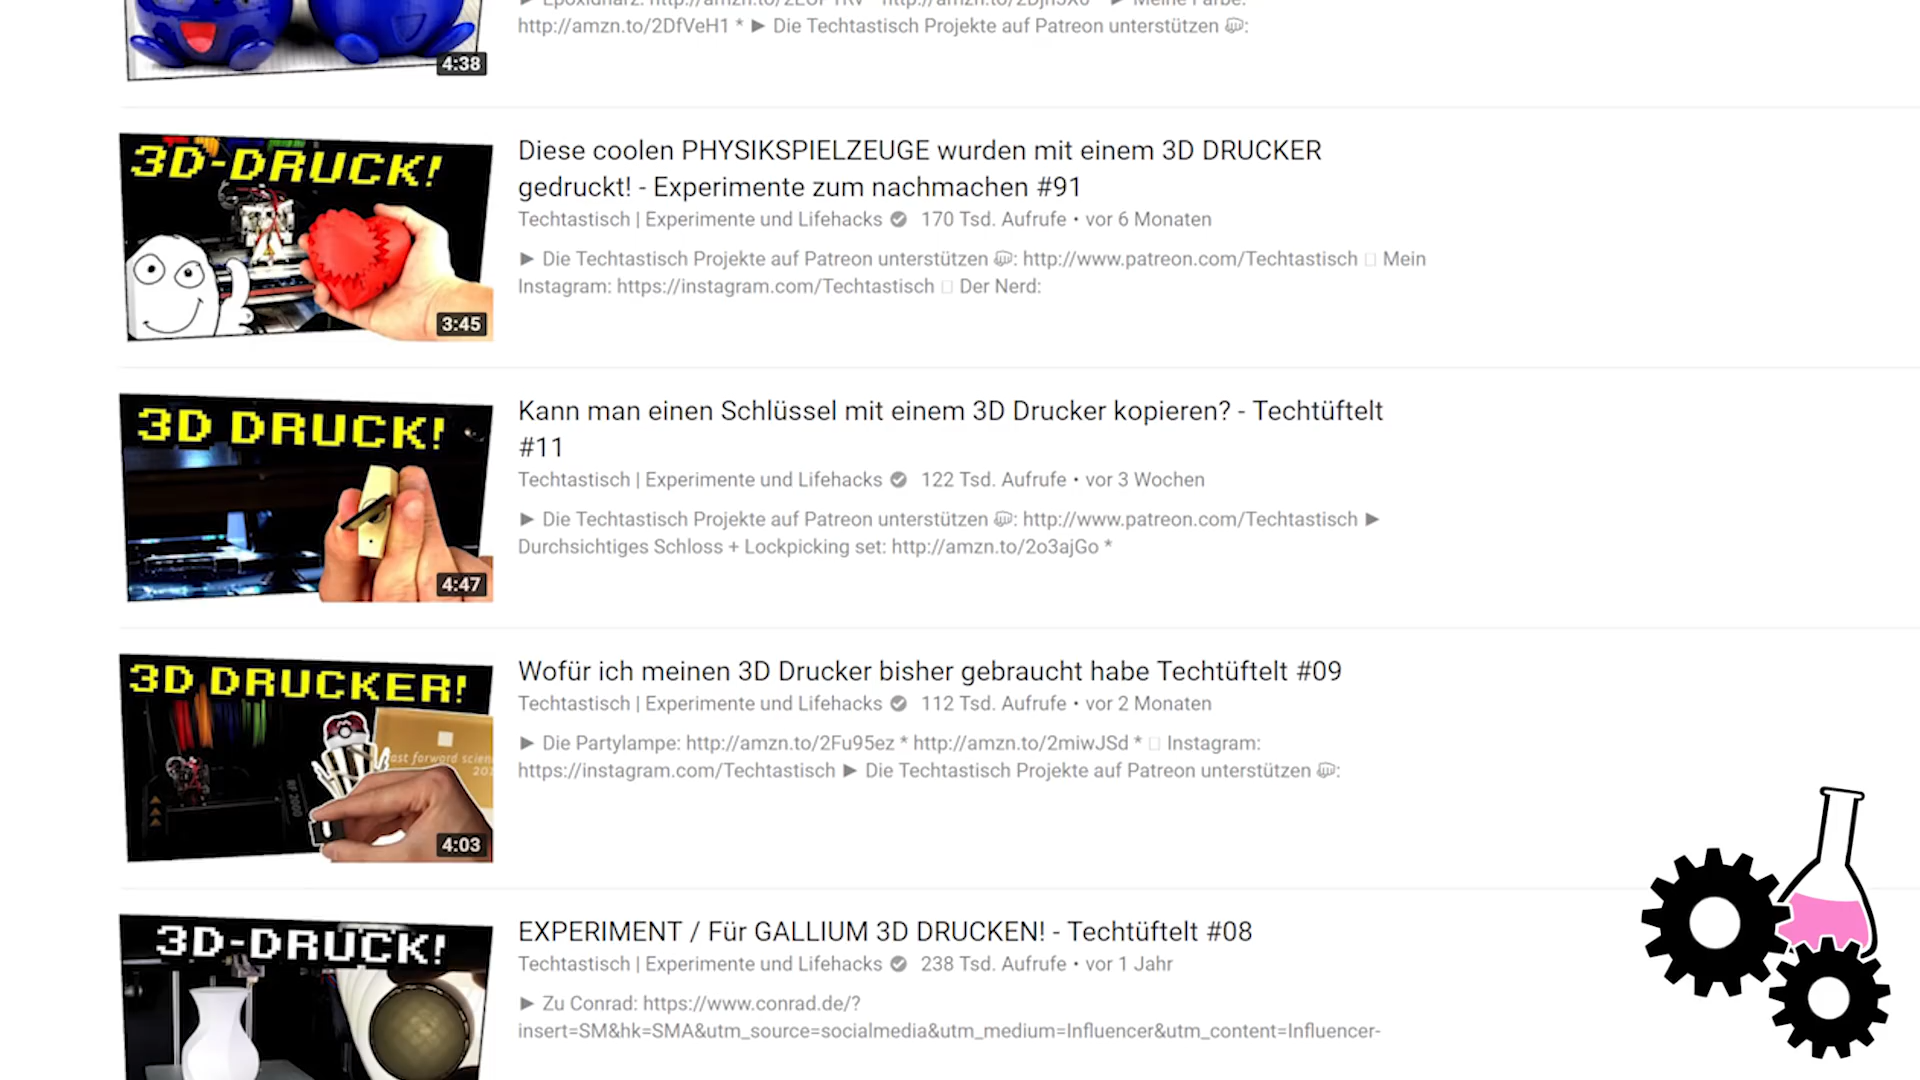 http://amzn.to/2DfVeH1 * ► Die Techtastisch Projekte auf Patreon unterstützen 👊:
4:38
3D-DRUCK!
3:45
Diese coolen PHYSIKSPIELZEUGE wurden mit einem 3D DRUCKER
gedruckt! - Experimente zum nachmachen #91
Techtastisch | Experimente und Lifehacks 170 Tsd. Aufrufe • vor 6 Monaten
► Die Techtastisch Projekte auf Patreon unterstützen 👊: http://www.patreon.com/Techtastisch □ Mein
Instagram: https://instagram.com/Techtastisch □ Der Nerd:
3D DRUCK!
4:47
Kann man einen Schlüssel mit einem 3D Drucker kopieren? - Techtüftelt
#11
Techtastisch | Experimente und Lifehacks 122 Tsd. Aufrufe • vor 3 Wochen
► Die Techtastisch Projekte auf Patreon unterstützen 👊: http://www.patreon.com/Techtastisch ►
Durchsichtiges Schloss + Lockpicking set: http://amzn.to/2o3ajGo *
3D DRUCKER!
ast forward scien
RF 2000
4:03
Wofür ich meinen 3D Drucker bisher gebraucht habe Techtüftelt #09
Techtastisch | Experimente und Lifehacks 112 Tsd. Aufrufe • vor 2 Monaten
► Die Partylampe: http://amzn.to/2Fu95ez * http://amzn.to/2miwJSd * □ Instagram:
https://instagram.com/Techtastisch ► Die Techtastisch Projekte auf Patreon unterstützen 👊:
3D-DRUCK!
EXPERIMENT / Für GALLIUM 3D DRUCKEN! - Techtüftelt #08
Techtastisch | Experimente und Lifehacks 238 Tsd. Aufrufe • vor 1 Jahr
► Zu Conrad: https://www.conrad.de/?
insert=SM&hk=SMA&utm_source=socialmedia&utm_medium=Influencer&utm_content=Influencer-